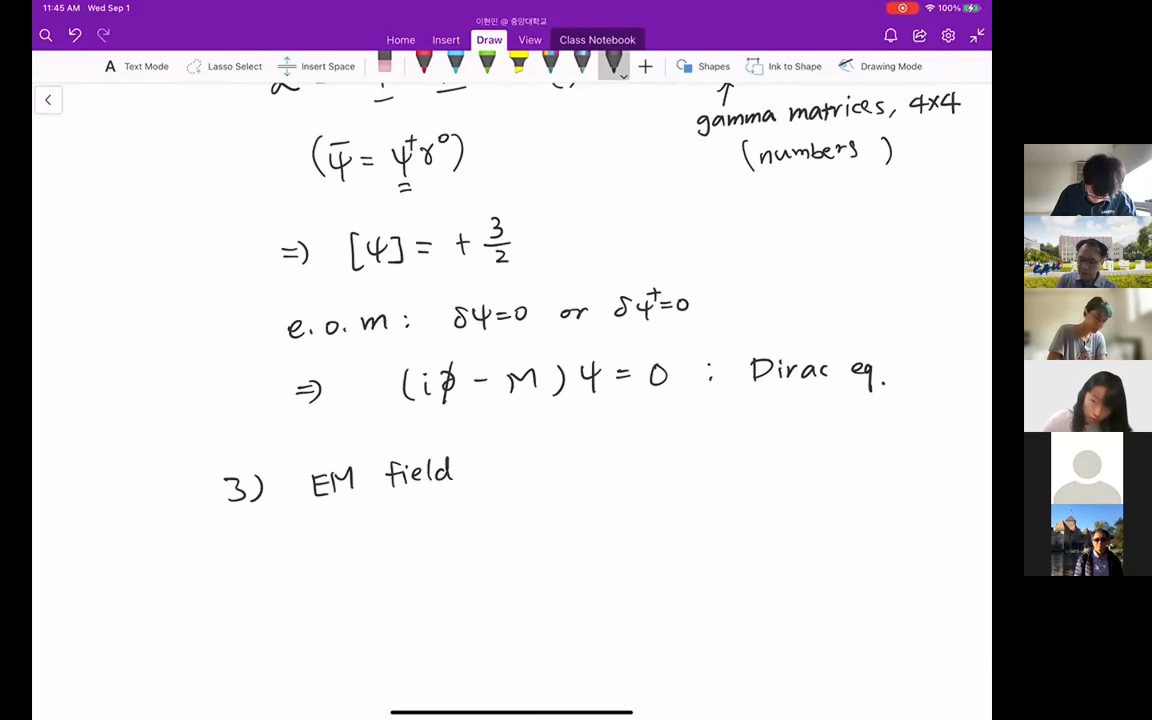 11:45 AM Wed Sep 1
100%
이현민 @ 중앙대학교
Home Insert Draw View Class Notebook
A Text Mode Lasso Select Insert Space Shapes Ink to Shape Drawing Mode
gamma matrices, 4×4
(numbers )
(ψ̄ = ψ†γ⁰)
⇒ [ψ] = + 3/2
e.o.m : δψ=0 or δψ†=0
⇒ (i∂̸ - M)ψ = 0 : Dirac eq.
3) EM field